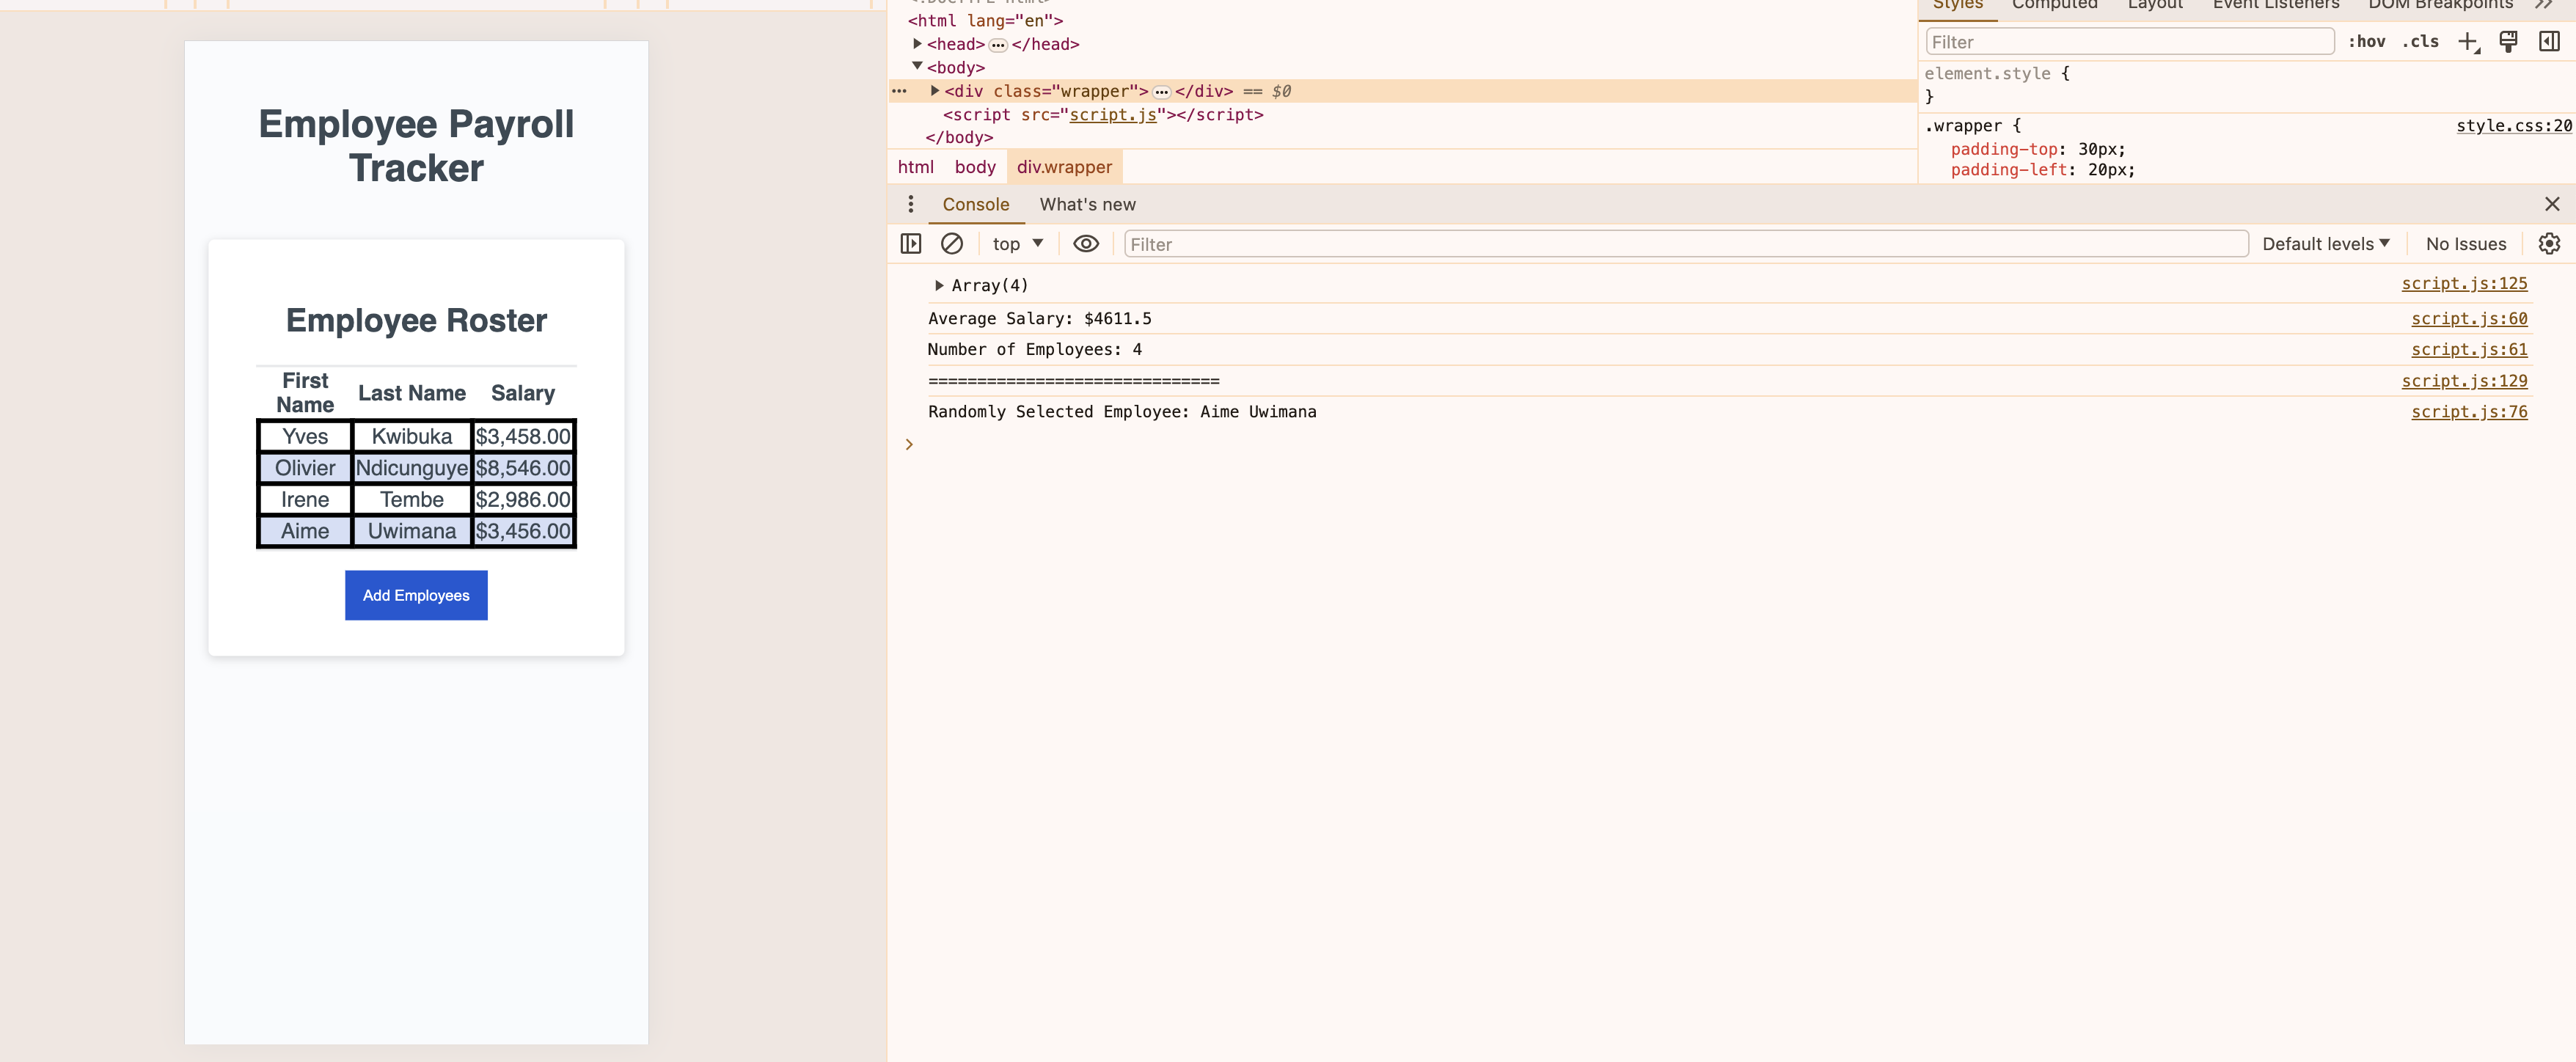 Employee Payroll
Tracker
Employee Roster
First
Name
Last Name
Salary
Yves Kwibuka $3,458.00
Olivier Ndicunguye $8,546.00
Irene Tembe $2,986.00
Aime Uwimana $3,456.00
Add Employees
<!DOCTYPE html>
<html lang="en">
<head> ••• </head>
<body>
••• <div class="wrapper"> ••• </div> == $0
<script src="script.js"></script>
</body>
html body div.wrapper
Styles Computed Layout Event Listeners DOM Breakpoints >>
Filter :hov .cls
element.style {
}
.wrapper { style.css:20
padding-top: 30px;
padding-left: 20px;
Console What's new
top Filter Default levels No Issues
Array(4) script.js:125
Average Salary: $4611.5 script.js:60
Number of Employees: 4 script.js:61
============================== script.js:129
Randomly Selected Employee: Aime Uwimana script.js:76
>